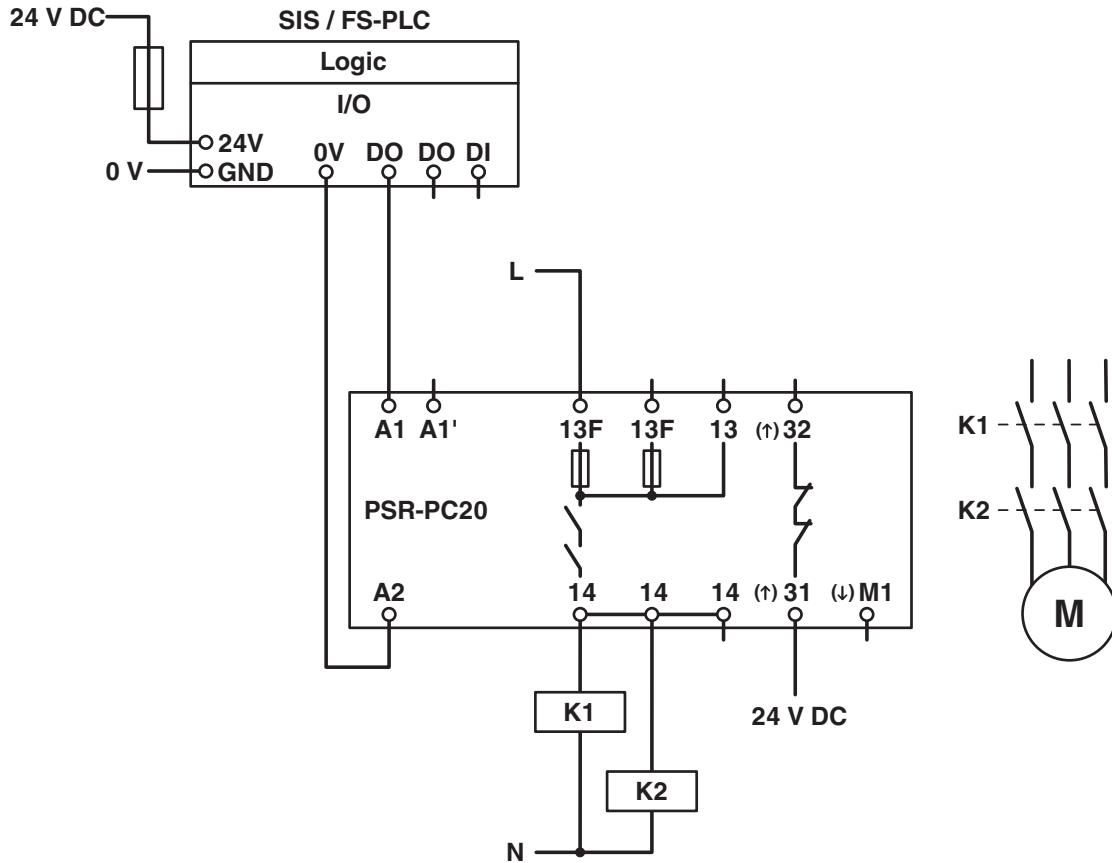 24 V DC
SIS / FS-PLC
Logic
I/O
24V
0V DO DO DI
0 V
GND
L
A1 A1' 13F 13F 13 (↑) 32
K1
PSR-PC20
K2
A2 14 14 14 (↑) 31 (↓) M1
M
K1
24 V DC
K2
N